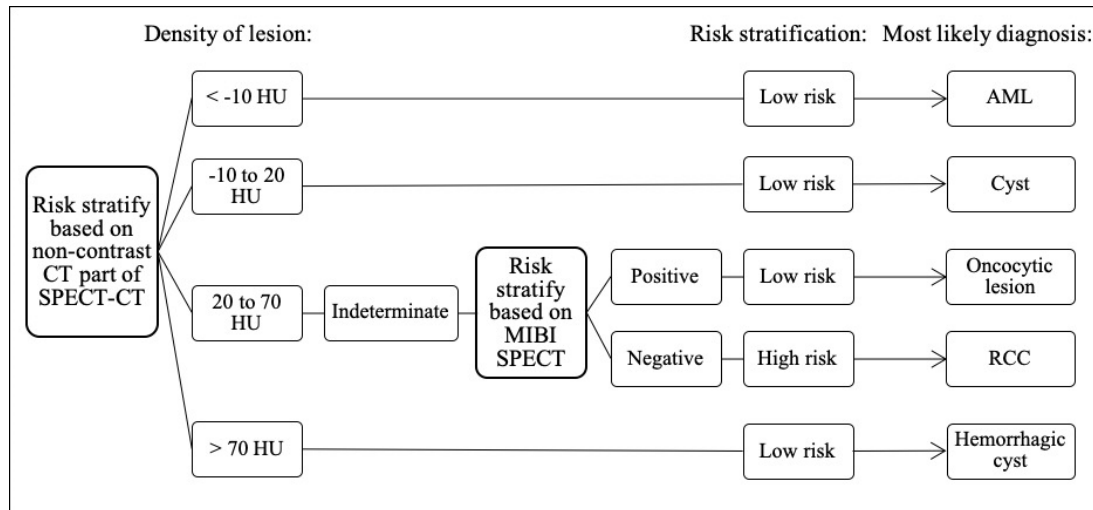 Density of lesion:
Risk stratification:
Most likely diagnosis:
Risk stratify
based on
non-contrast
CT part of
SPECT-CT
< -10 HU
Low risk
AML
-10 to 20
HU
Low risk
Cyst
20 to 70
HU
Indeterminate
Risk
stratify
based on
MIBI
SPECT
Positive
Low risk
Oncocytic
lesion
Negative
High risk
RCC
> 70 HU
Low risk
Hemorrhagic
cyst